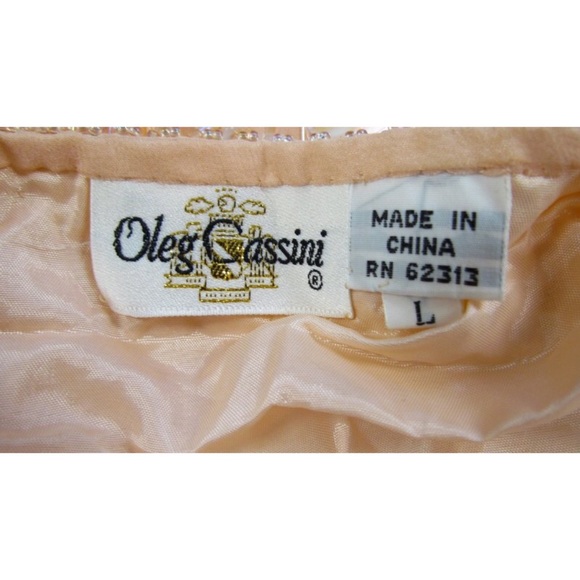 Oleg Cassini
®
MADE IN
CHINA
RN 62313
L